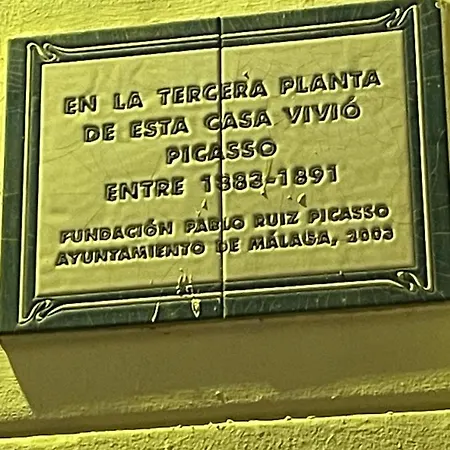 EN LA TERCERA PLANTA
DE ESTA CASA VIVIÓ
PICASSO
ENTRE 1883-1891
FUNDACIÓN PABLO RUIZ PICASSO
AYUNTAMIENTO DE MÁLAGA, 2003